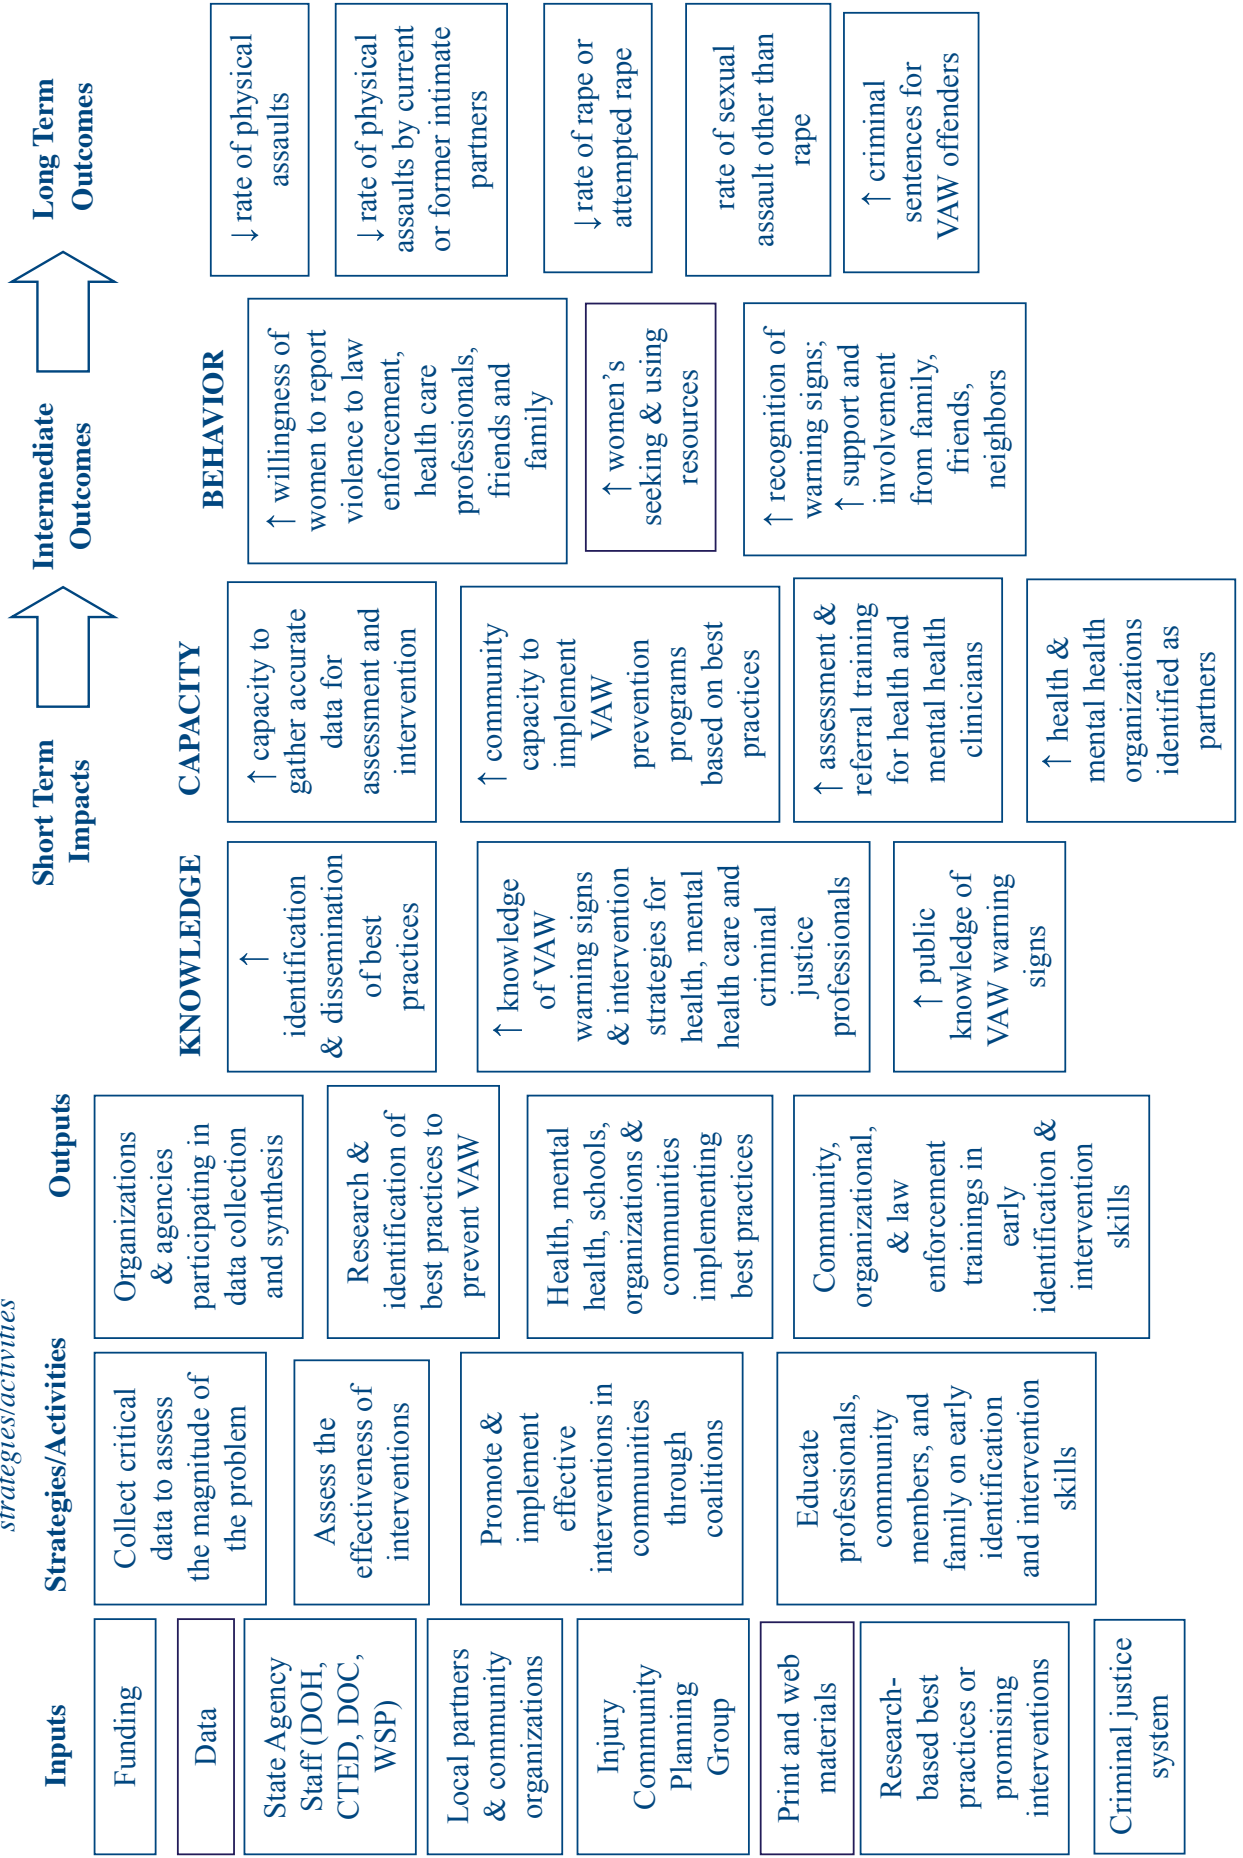 strategies/activities
Inputs
Strategies/Activities
Outputs
Short Term
Impacts
Intermediate
Outcomes
Long Term
Outcomes
KNOWLEDGE
CAPACITY
BEHAVIOR
Funding
Data
State Agency
Staff (DOH,
CTED, DOC,
WSP)
Local partners
& community
organizations
Injury
Community
Planning
Group
Print and web
materials
Research-
based best
practices or
promising
interventions
Criminal justice
system
Collect critical
data to assess
the magnitude of
the problem
Assess the
effectiveness of
interventions
Promote &
implement
effective
interventions in
communities
through
coalitions
Educate
professionals,
community
members, and
family on early
identification
and intervention
skills
Organizations
& agencies
participating in
data collection
and synthesis
Research &
identification of
best practices to
prevent VAW
Health, mental
health, schools,
organizations &
communities
implementing
best practices
Community,
organizational,
& law
enforcement
trainings in
early
identification &
intervention
skills
↑
identification
& dissemination
of best
practices
↑ knowledge
of VAW
warning signs
& intervention
strategies for
health, mental
health care and
criminal
justice
professionals
↑ public
knowledge of
VAW warning
signs
↑ capacity to
gather accurate
data for
assessment and
intervention
↑ community
capacity to
implement
VAW
prevention
programs
based on best
practices
↑ assessment &
referral training
for health and
mental health
clinicians
↑ health &
mental health
organizations
identified as
partners
↑ willingness of
women to report
violence to law
enforcement,
health care
professionals,
friends and
family
↑ women's
seeking & using
resources
↑ recognition of
warning signs;
↑ support and
involvement
from family,
friends,
neighbors
↓ rate of physical
assaults
↓ rate of physical
assaults by current
or former intimate
partners
↓ rate of rape or
attempted rape
rate of sexual
assault other than
rape
↑ criminal
sentences for
VAW offenders